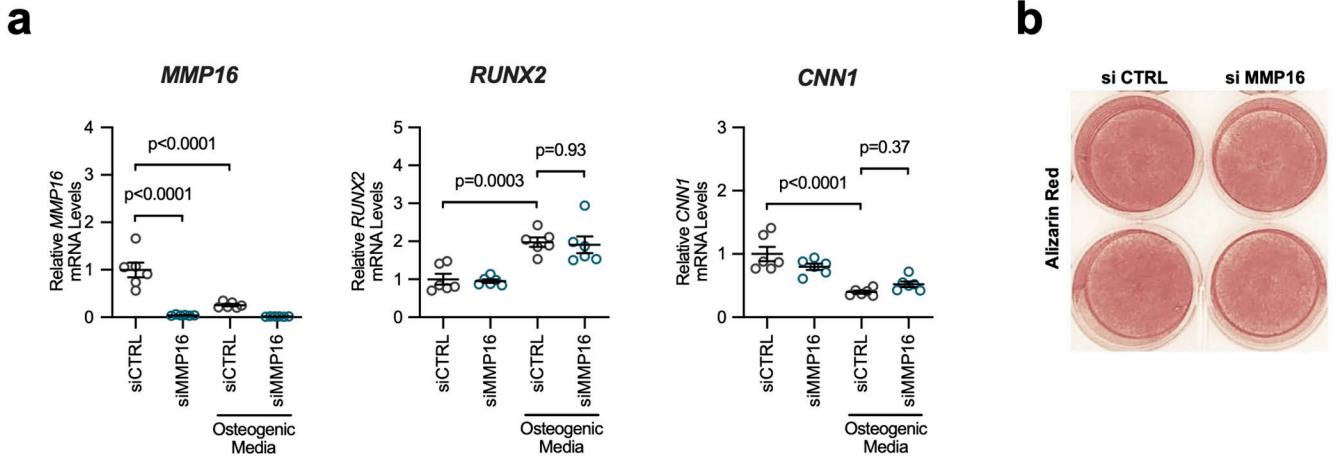 a
MMP16
Relative MMP16
mRNA Levels
4
3
2
1
0
p<0.0001
p<0.0001
siCTRL
siMMP16
siCTRL
siMMP16
Osteogenic
Media
RUNX2
Relative RUNX2
mRNA Levels
5
4
3
2
1
0
p=0.93
p=0.0003
siCTRL
siMMP16
siCTRL
siMMP16
Osteogenic
Media
CNN1
Relative CNN1
mRNA Levels
3
2
1
0
p=0.37
p<0.0001
siCTRL
siMMP16
siCTRL
siMMP16
Osteogenic
Media
b
si CTRL
si MMP16
Alizarin Red